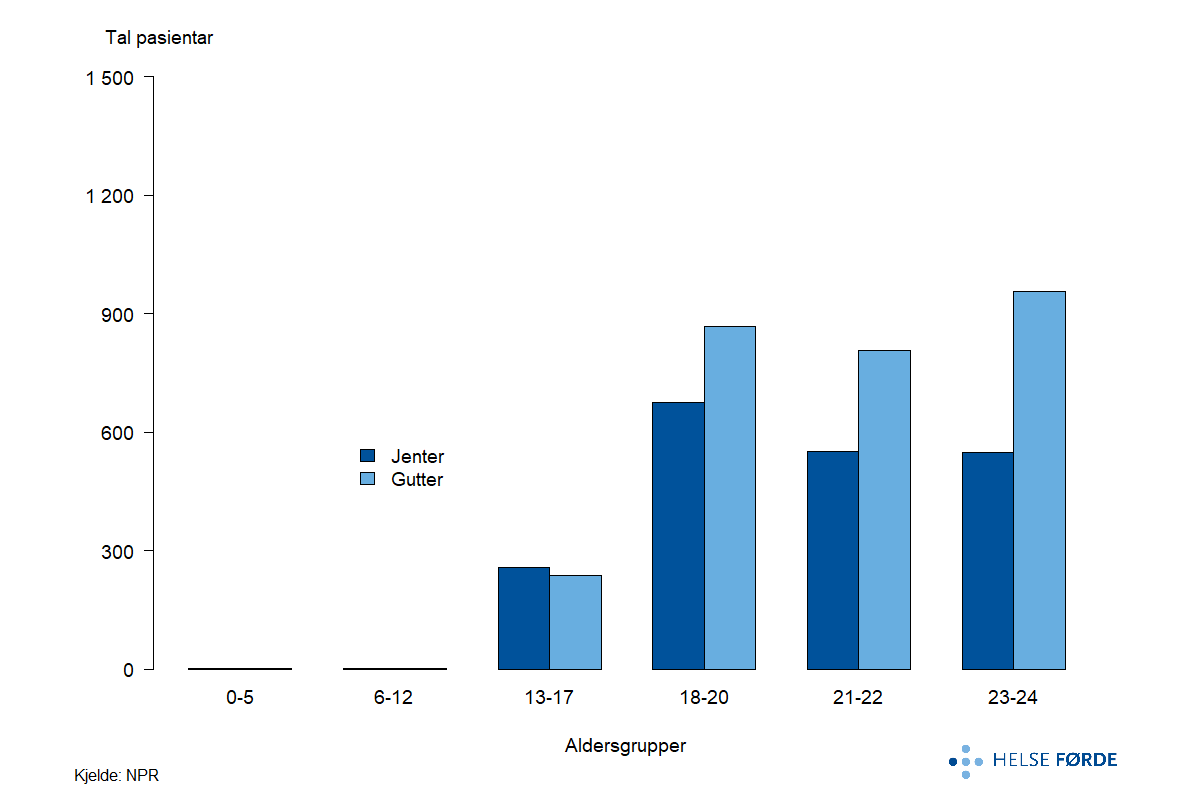 Tal pasientar
1 500
1 200
900
600
300
0
Jenter
Gutter
0-5 6-12 13-17 18-20 21-22 23-24
Aldersgrupper
HELSE FØRDE
Kjelde: NPR